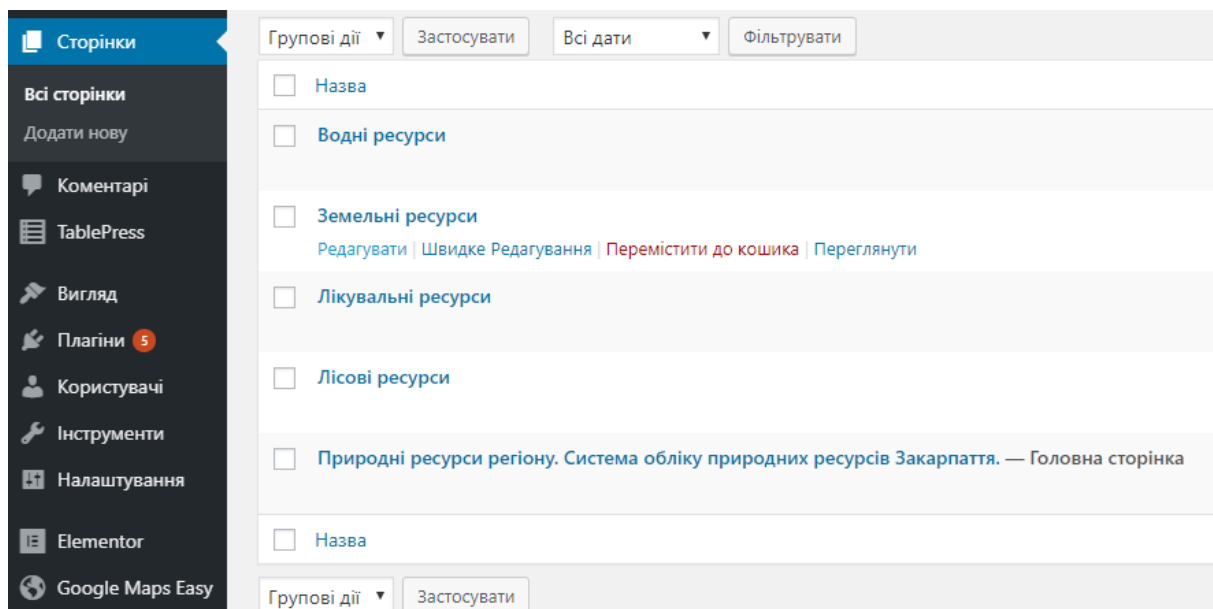 Сторінки
Всі сторінки
Додати нову
Коментарі
TablePress
Вигляд
Плагіни 5
Користувачі
Інструменти
Налаштування
Elementor
Google Maps Easy
Групові дії Застосувати Всі дати Фільтрувати
Назва
Водні ресурси
Земельні ресурси
Редагувати | Швидке Редагування | Перемістити до кошика | Переглянути
Лікувальні ресурси
Лісові ресурси
Природні ресурси регіону. Система обліку природних ресурсів Закарпаття. — Головна сторінка
Назва
Групові дії Застосувати